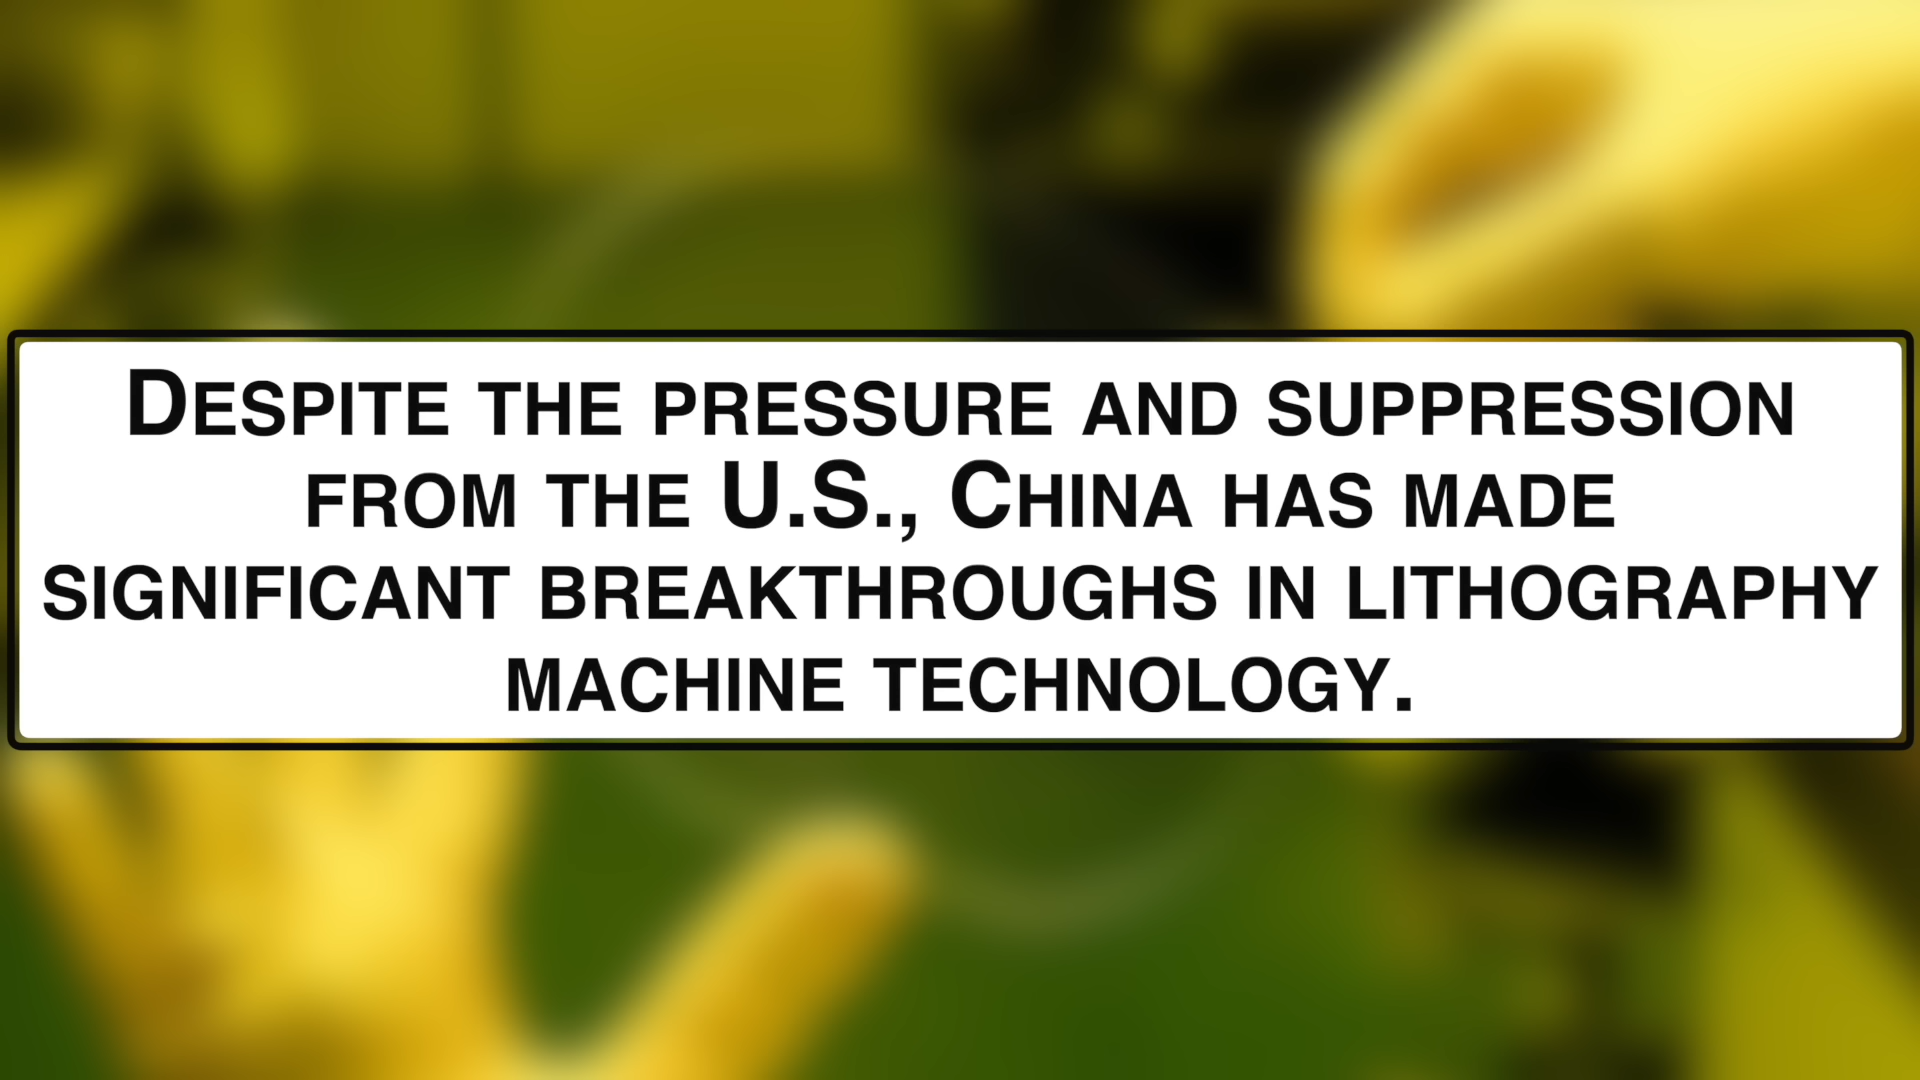 Despite the pressure and suppression
from the U.S., China has made
significant breakthroughs in lithography
machine technology.